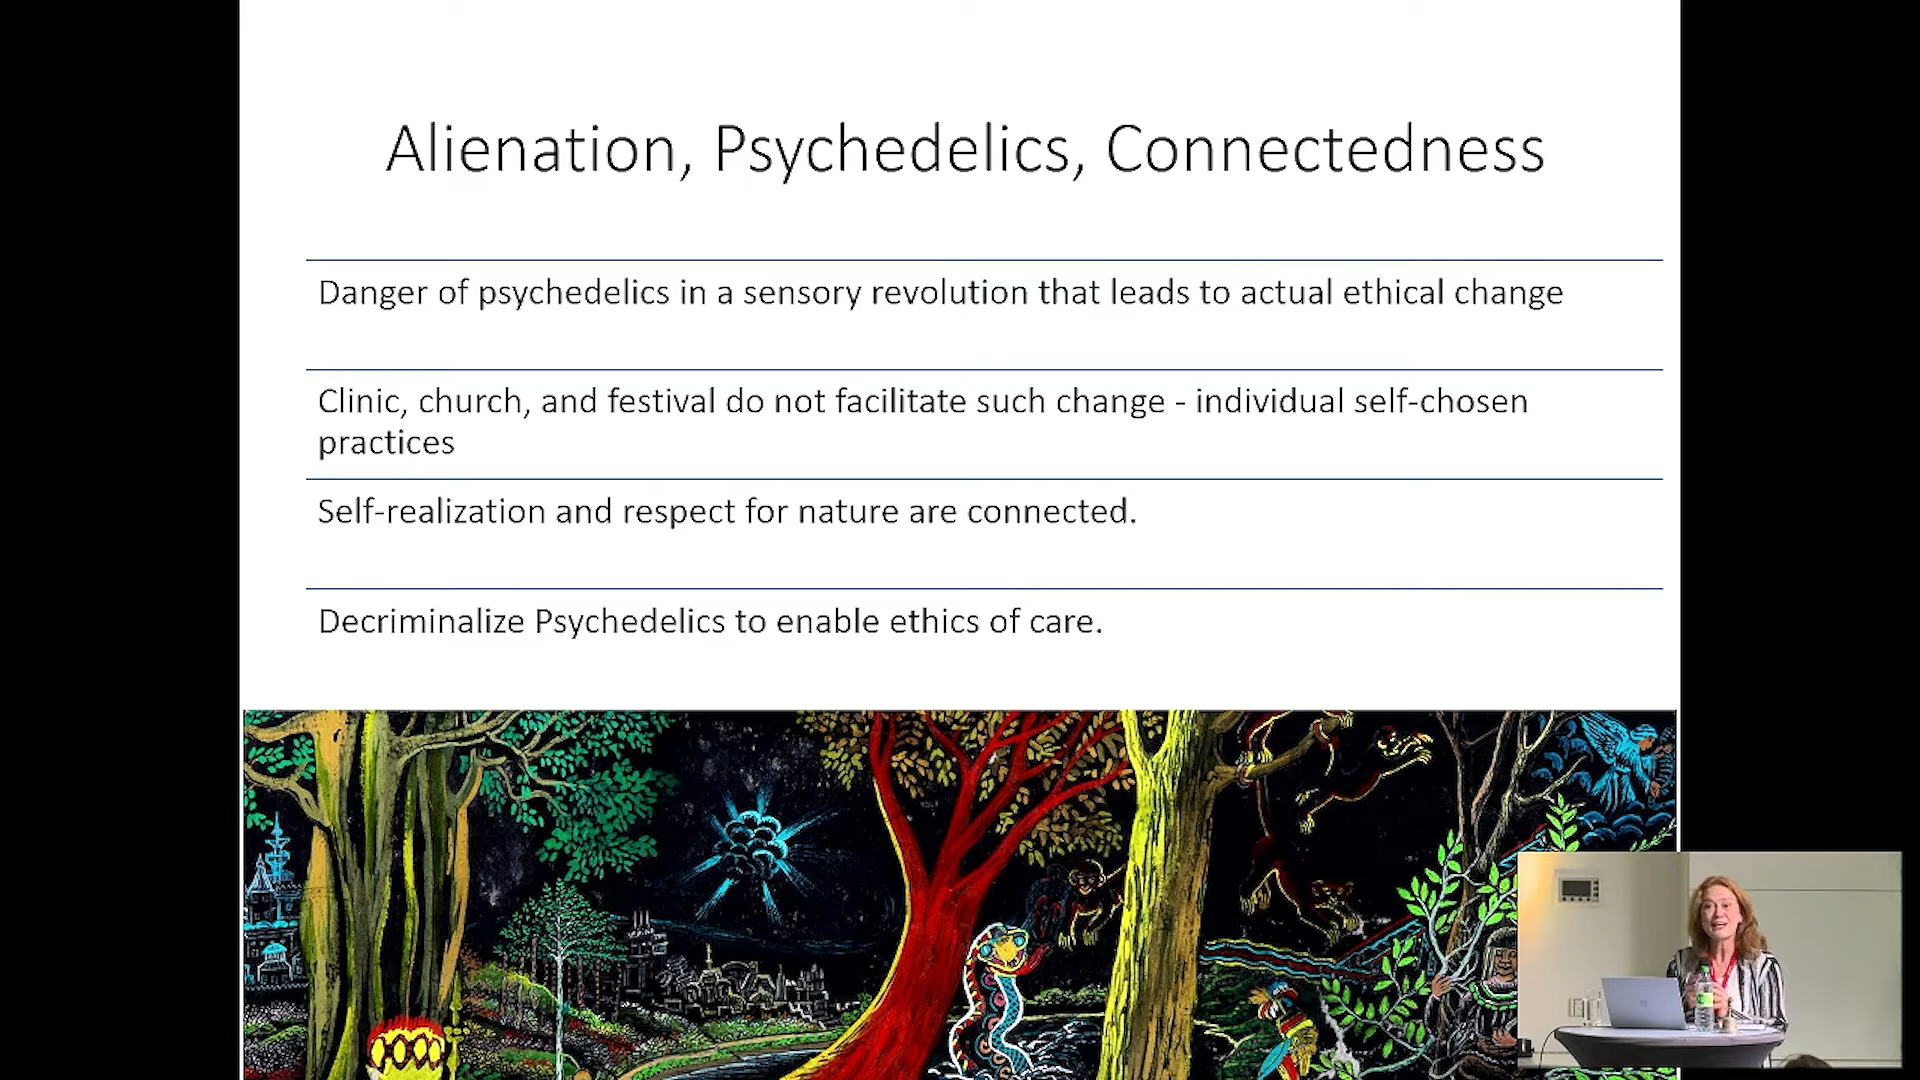 Alienation, Psychedelics, Connectedness
Danger of psychedelics in a sensory revolution that leads to actual ethical change
Clinic, church, and festival do not facilitate such change - individual self-chosen
practices
Self-realization and respect for nature are connected.
Decriminalize Psychedelics to enable ethics of care.